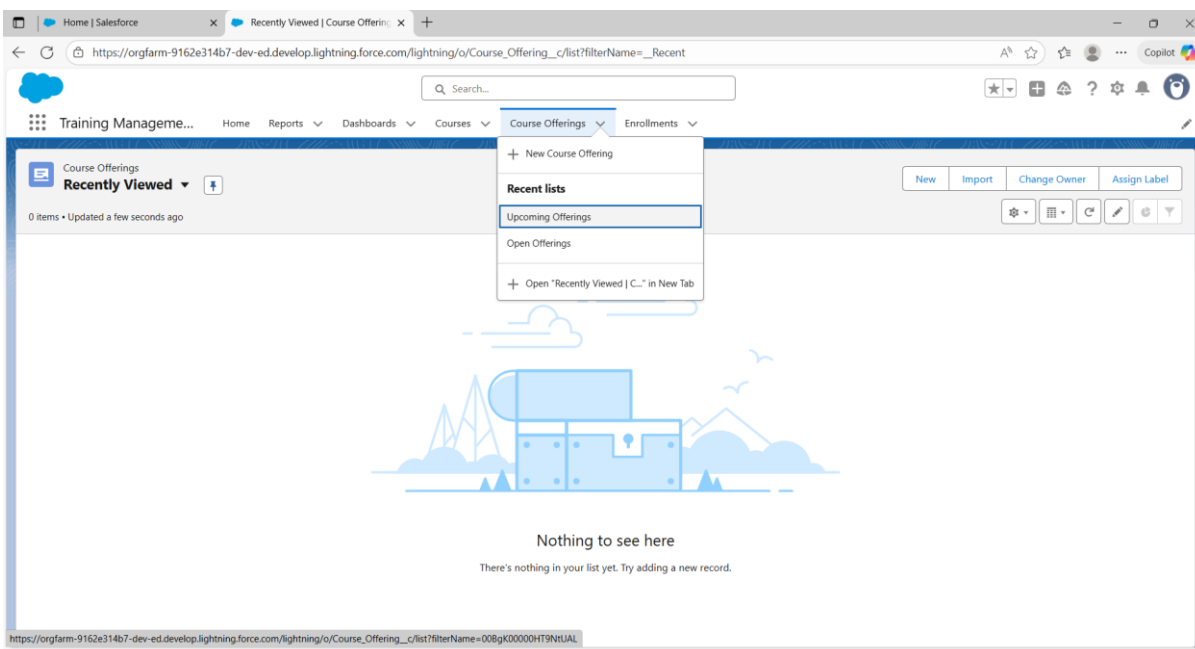 Home | Salesforce
Recently Viewed | Course Offering
https://orgfarm-9162e314b7-dev-ed.develop.lightning.force.com/lightning/o/Course_Offering__c/list?filterName=__Recent
Copilot
Search...
Training Manageme...
Home
Reports
Dashboards
Courses
Course Offerings
Enrollments
New Course Offering
Recent lists
Upcoming Offerings
Open Offerings
Open "Recently Viewed | C..." in New Tab
Course Offerings
Recently Viewed
New
Import
Change Owner
Assign Label
0 items • Updated a few seconds ago
Nothing to see here
There's nothing in your list yet. Try adding a new record.
https://orgfarm-9162e314b7-dev-ed.develop.lightning.force.com/lightning/o/Course_Offering__c/list?filterName=00BgK00000HT9NtUAL